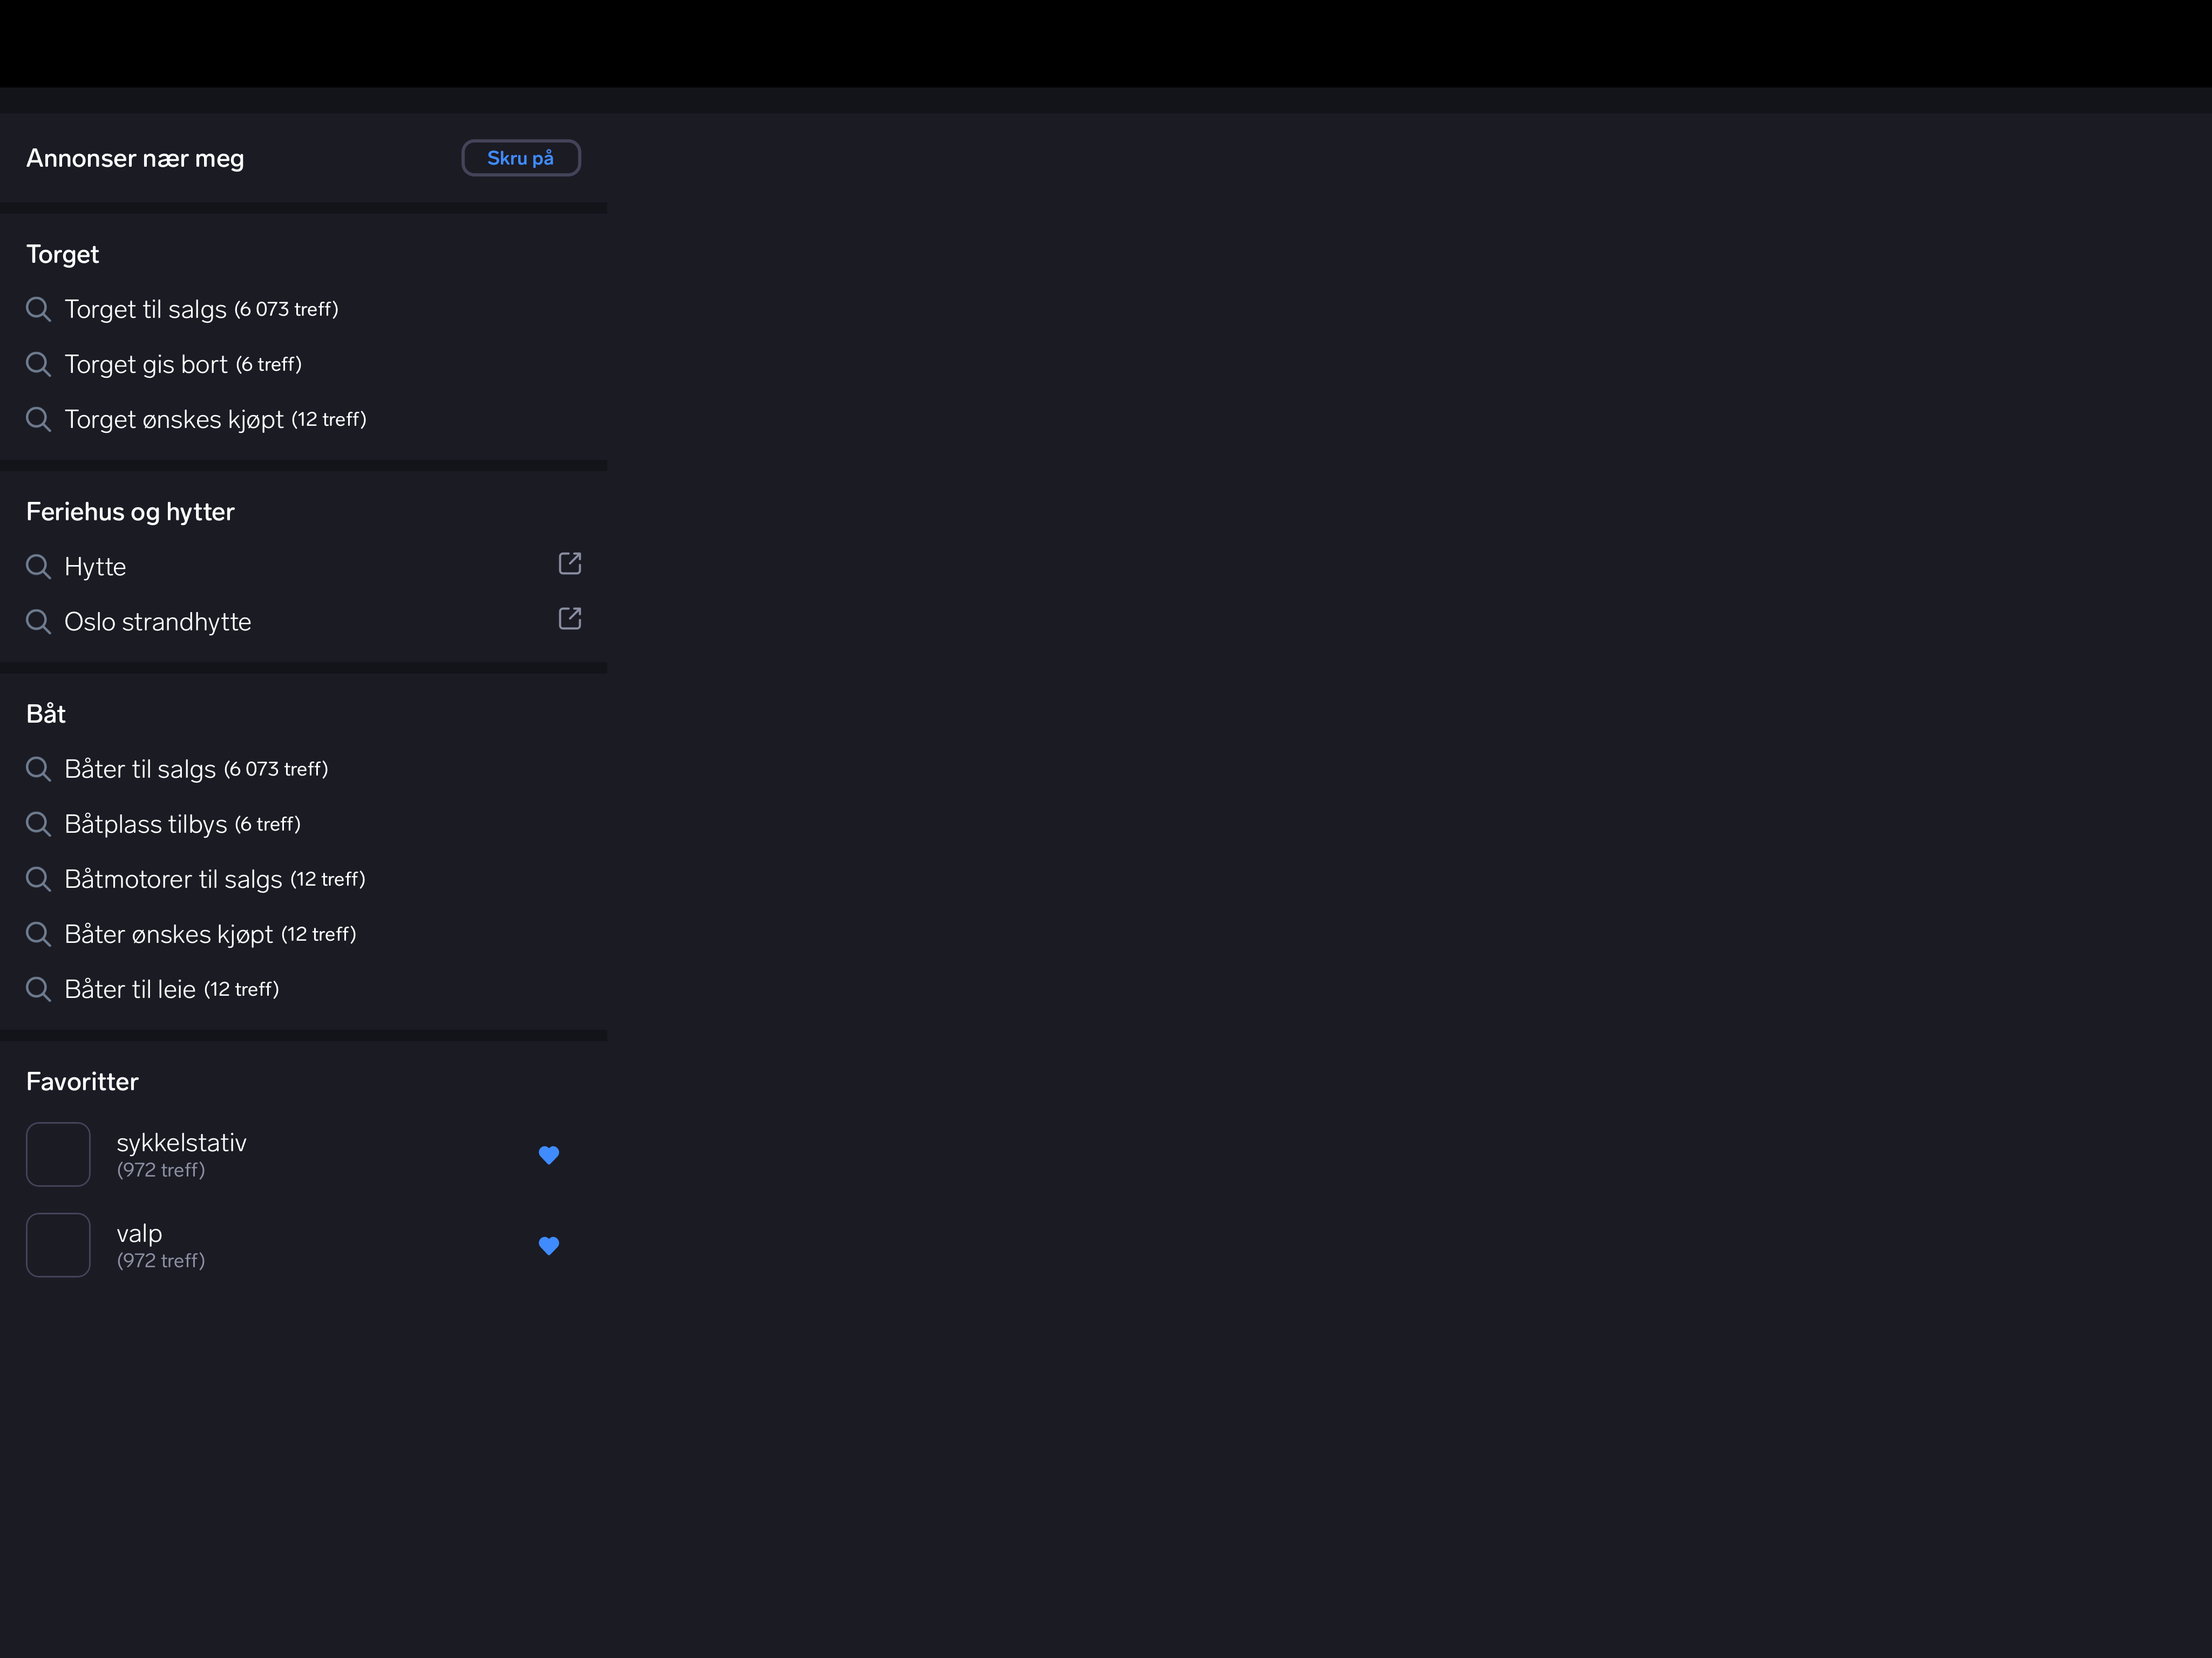 Annonser nær meg
Skru på
Torget
Torget til salgs (6 073 treff)
Torget gis bort (6 treff)
Torget ønskes kjøpt (12 treff)
Feriehus og hytter
Hytte
Oslo strandhytte
Båt
Båter til salgs (6 073 treff)
Båtplass tilbys (6 treff)
Båtmotorer til salgs (12 treff)
Båter ønskes kjøpt (12 treff)
Båter til leie (12 treff)
Favoritter
sykkelstativ
(972 treff)
valp
(972 treff)